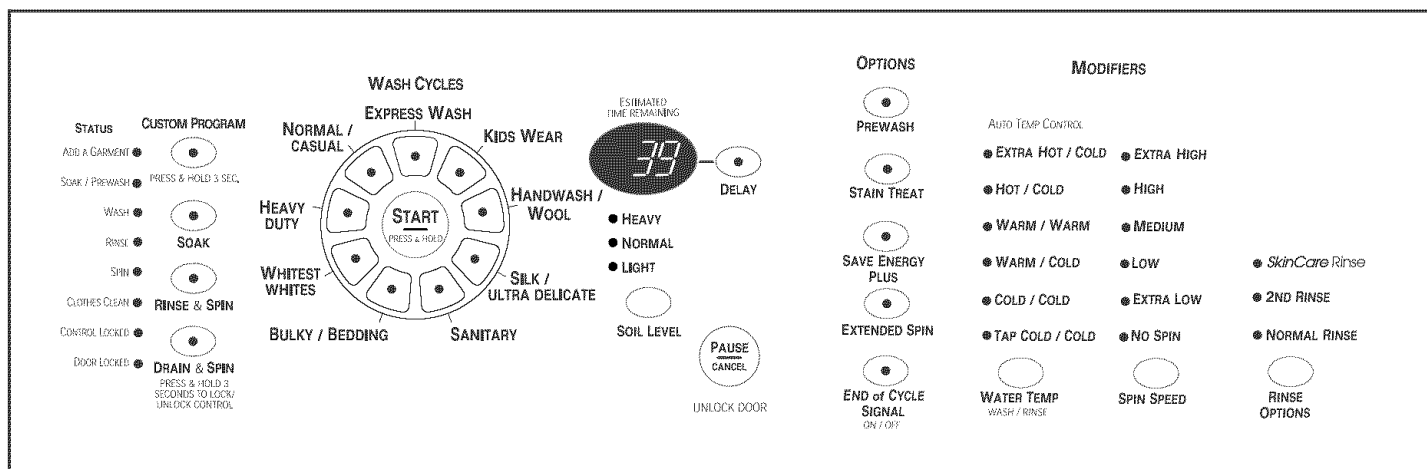 STATUS
ADD A GARMENT
SOAK / PREWASH
WASH
RINSE
SPIN
CLOTHES CLEAN
CONTROL LOCKED
DOOR LOCKED
CUSTOM PROGRAM
PRESS & HOLD 3 SEC.
SOAK
RINSE & SPIN
DRAIN & SPIN
PRESS & HOLD 3
SECONDS TO LOCK/
UNLOCK CONTROL
WASH CYCLES
EXPRESS WASH
NORMAL /
CASUAL
KIDS WEAR
HEAVY
DUTY
HANDWASH /
WOOL
START
PRESS & HOLD
WHITEST
WHITES
SILK /
ULTRA DELICATE
BULKY / BEDDING
SANITARY
ESTIMATED
TIME REMAINING
39
DELAY
HEAVY
NORMAL
LIGHT
SOIL LEVEL
PAUSE
CANCEL
UNLOCK DOOR
OPTIONS
PREWASH
STAIN TREAT
SAVE ENERGY
PLUS
EXTENDED SPIN
END of CYCLE
SIGNAL
ON / OFF
MODIFIERS
AUTO TEMP CONTROL
EXTRA HOT / COLD
HOT / COLD
WARM / WARM
WARM / COLD
COLD / COLD
TAP COLD / COLD
WATER TEMP
WASH / RINSE
EXTRA HIGH
HIGH
MEDIUM
LOW
EXTRA LOW
NO SPIN
SPIN SPEED
SkinCare Rinse
2ND RINSE
NORMAL RINSE
RINSE
OPTIONS